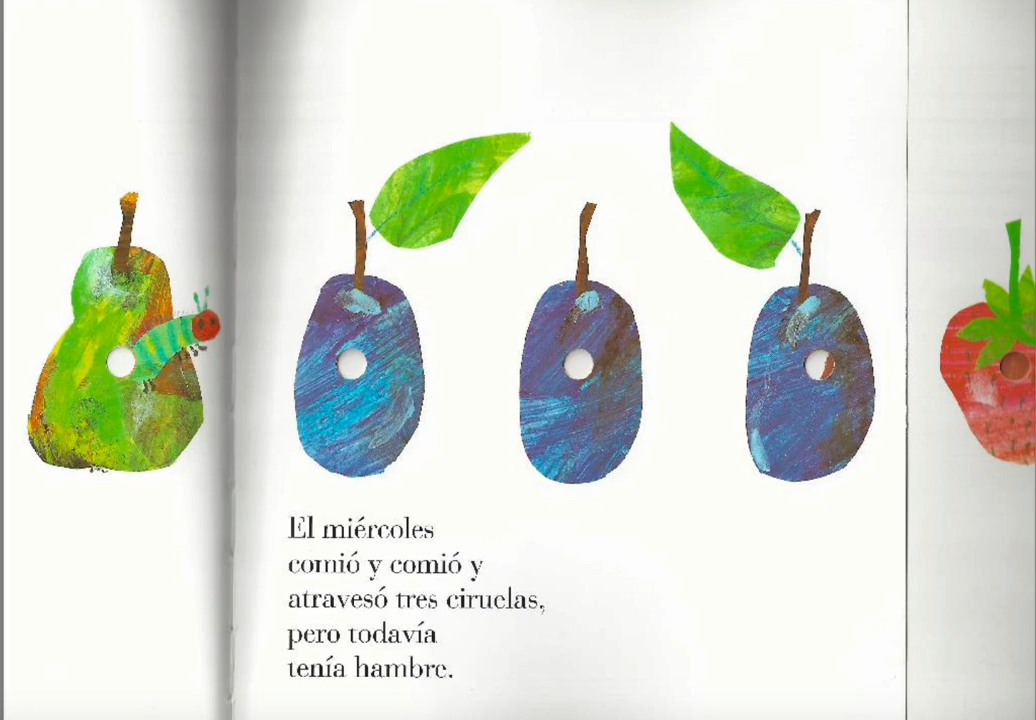 El miércoles
comió y comió y
atravesó tres ciruelas,
pero todavía
tenía hambre.